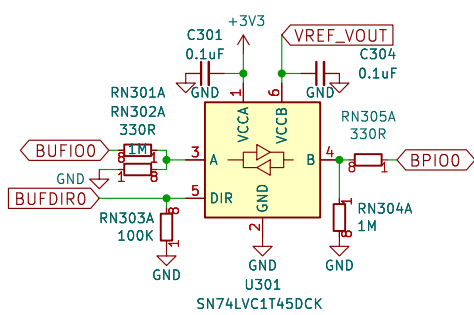 +3V3
C301
0.1uF
GND
VREF_VOUT
C304
0.1uF
GND
1
6
VCCA
VCCB
RN301A
RN302A
330R
1M
BUFIO0
8
1
8
1
GND
3
A
B
4
RN305A
330R
8
1
BPIO0
BUFDIR0
5
DIR
GND
2
RN303A
100K
8
1
GND
RN304A
1M
1
8
GND
GND
U301
SN74LVC1T45DCK